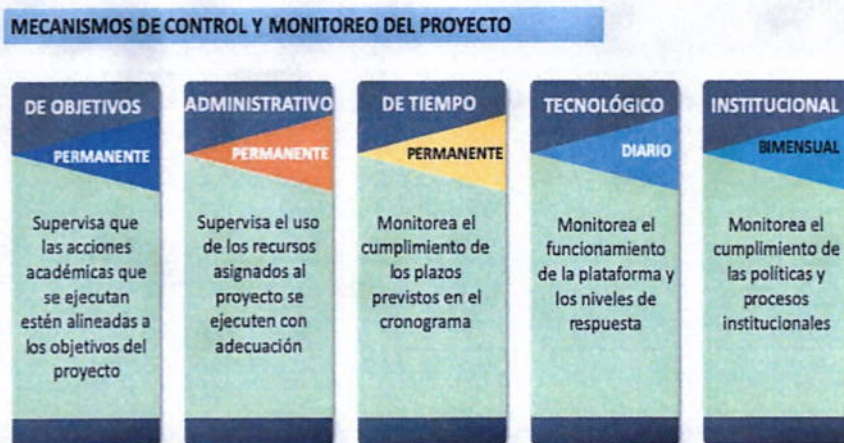 MECANISMOS DE CONTROL Y MONITOREO DEL PROYECTO
DE OBJETIVOS
PERMANENTE
Supervisa que
las acciones
académicas que
se ejecutan
estén alineadas a
los objetivos del
proyecto
ADMINISTRATIVO
PERMANENTE
Supervisa el uso
de los recursos
asignados al
proyecto se
ejecuten con
adecuación
DE TIEMPO
PERMANENTE
Monitorea el
cumplimiento de
los plazos
previstos en el
cronograma
TECNOLÓGICO
DIARIO
Monitorea el
funcionamiento
de la plataforma y
los niveles de
respuesta
INSTITUCIONAL
BIMENSUAL
Monitorea el
cumplimiento de
las políticas y
procesos
institucionales